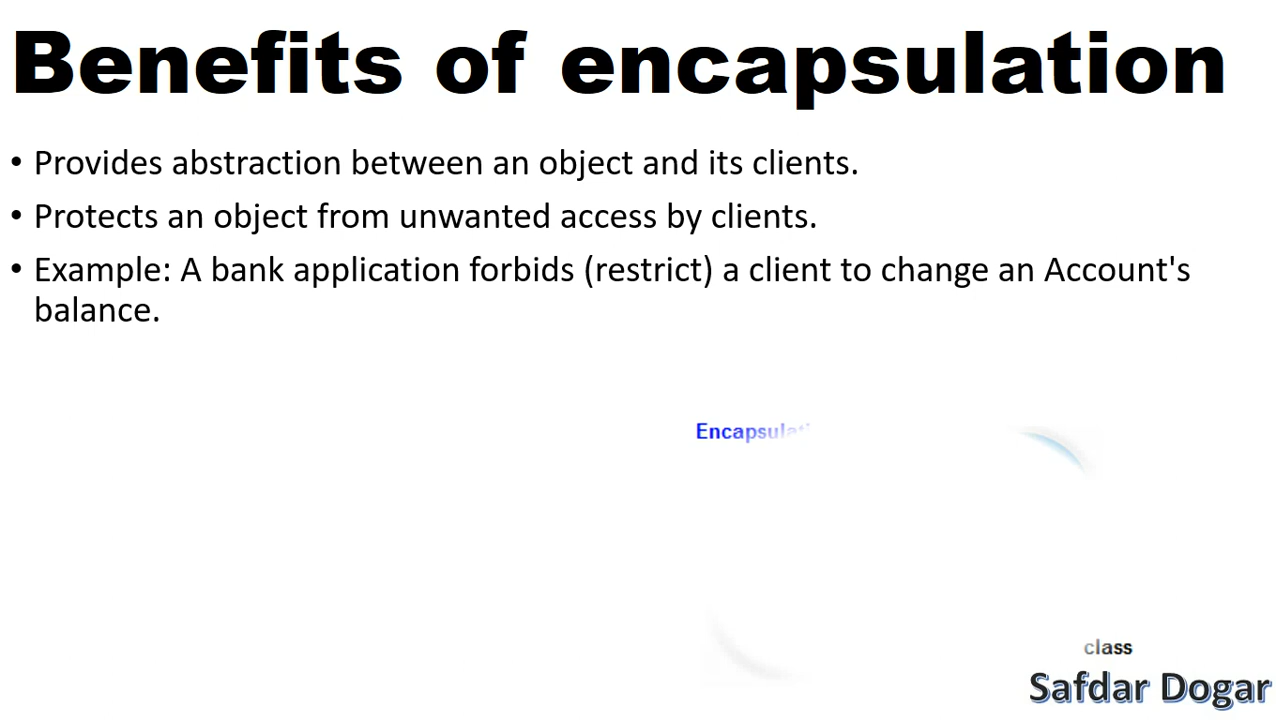 Benefits of encapsulation
• Provides abstraction between an object and its clients.
• Protects an object from unwanted access by clients.
• Example: A bank application forbids (restrict) a client to change an Account's
balance.
class
Safdar Dogar